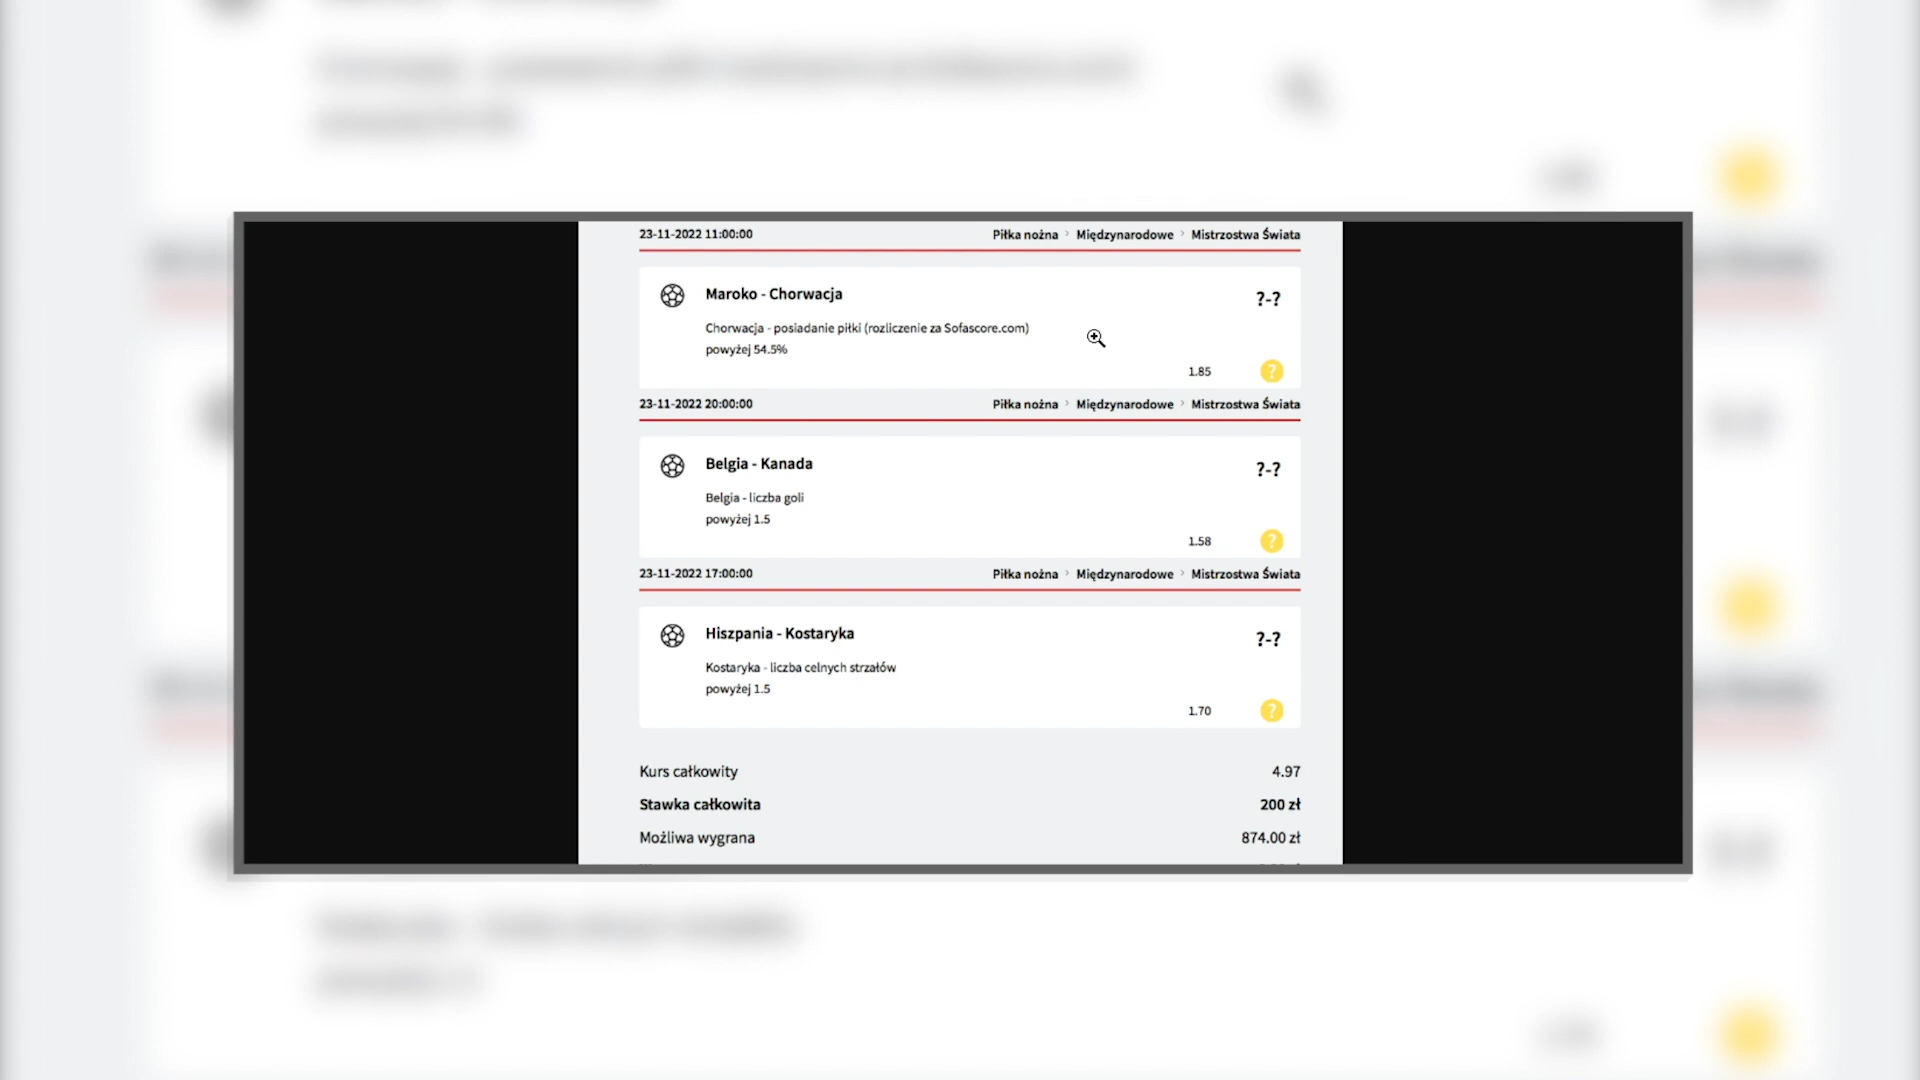 23-11-2022 11:00:00 Piłka nożna › Międzynarodowe › Mistrzostwa Świata
Maroko - Chorwacja ?-?
Chorwacja - posiadanie piłki (rozliczenie za Sofascore.com)
powyżej 54.5%
1.85 ?
23-11-2022 20:00:00 Piłka nożna › Międzynarodowe › Mistrzostwa Świata
Belgia - Kanada ?-?
Belgia - liczba goli
powyżej 1.5
1.58 ?
23-11-2022 17:00:00 Piłka nożna › Międzynarodowe › Mistrzostwa Świata
Hiszpania - Kostaryka ?-?
Kostaryka - liczba celnych strzałów
powyżej 1.5
1.70 ?
Kurs całkowity 4.97
Stawka całkowita 200 zł
Możliwa wygrana 874.00 zł